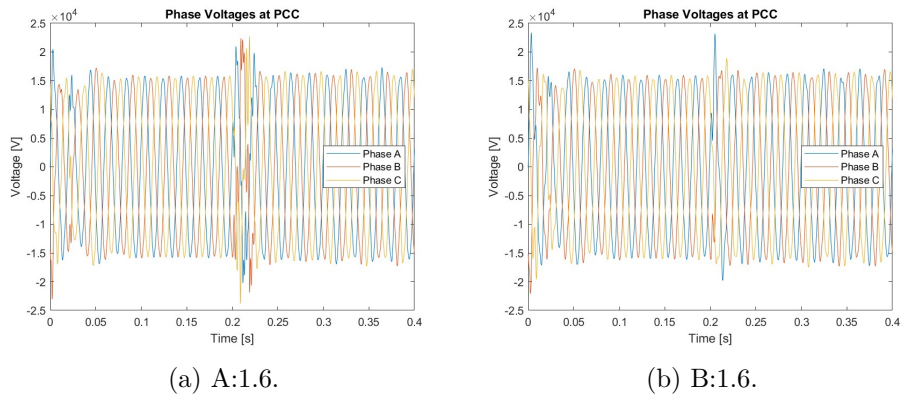 Phase Voltages at PCC
×10⁴
2.5
2
1.5
1
0.5
0
-0.5
-1
-1.5
-2
-2.5
Voltage [V]
0 0.05 0.1 0.15 0.2 0.25 0.3 0.35 0.4
Time [s]
Phase A
Phase B
Phase C
(a) A:1.6.
Phase Voltages at PCC
×10⁴
2.5
2
1.5
1
0.5
0
-0.5
-1
-1.5
-2
-2.5
Voltage [V]
0 0.05 0.1 0.15 0.2 0.25 0.3 0.35 0.4
Time [s]
Phase A
Phase B
Phase C
(b) B:1.6.